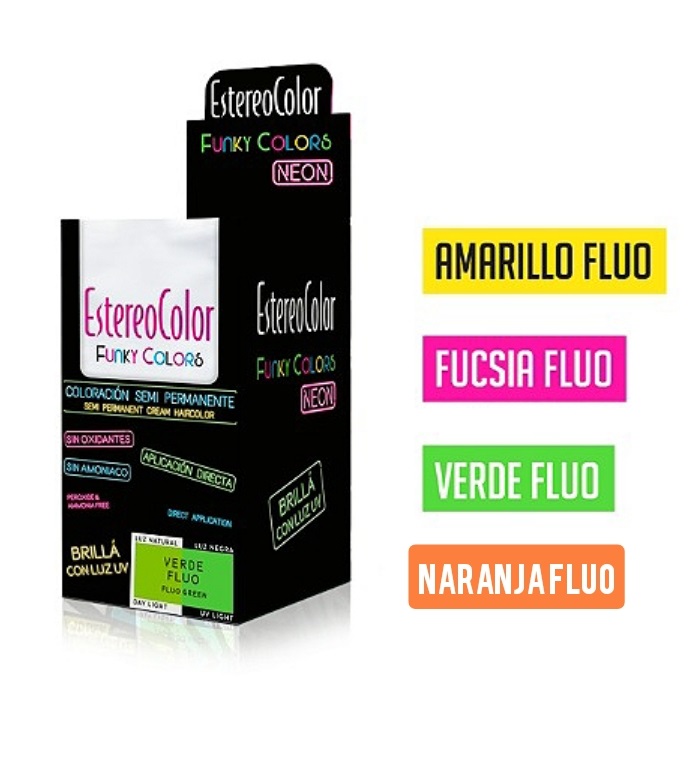 EstereoColor
FUNKY COLORS
NEON
EstereoColor
FUNKY COLORS
COLORACIÓN SEMI PERMANENTE
SEMI PERMANENT CREAM HAIRCOLOR
SIN OXIDANTES
SIN AMONIACO
APLICACIÓN DIRECTA
PEROXIDE &
AMMONIA FREE
DIRECT APPLICATION
BRILLÁ
CON LUZ UV
LUZ NATURAL
LUZ NEGRA
VERDE
FLUO
FLUO GREEN
DAY LIGHT
UV LIGHT
EstereoColor
FUNKY COLORS
NEON
BRILLÁ
CON LUZ UV
AMARILLO FLUO
FUCSIA FLUO
VERDE FLUO
NARANJA FLUO